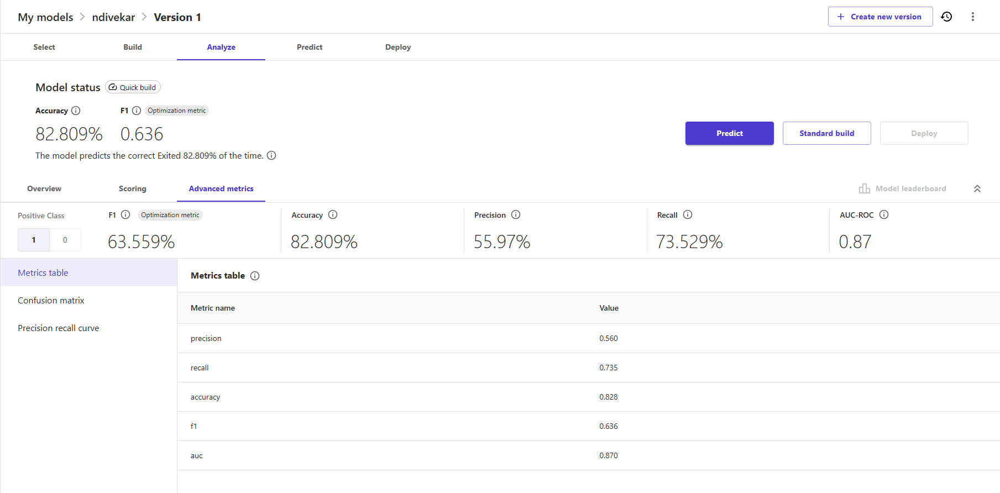 My models > ndivekar > Version 1
+ Create new version
Select Build Analyze Predict Deploy
Model status Quick build
Accuracy F1 Optimization metric
82.809% 0.636
Predict Standard build Deploy
The model predicts the correct Exited 82.809% of the time.
Overview Scoring Advanced metrics Model leaderboard
Positive Class F1 Optimization metric Accuracy Precision Recall AUC-ROC
1 0 63.559% 82.809% 55.97% 73.529% 0.87
Metrics table
Confusion matrix
Precision recall curve
Metrics table
Metric name Value
precision 0.560
recall 0.735
accuracy 0.828
f1 0.636
auc 0.870